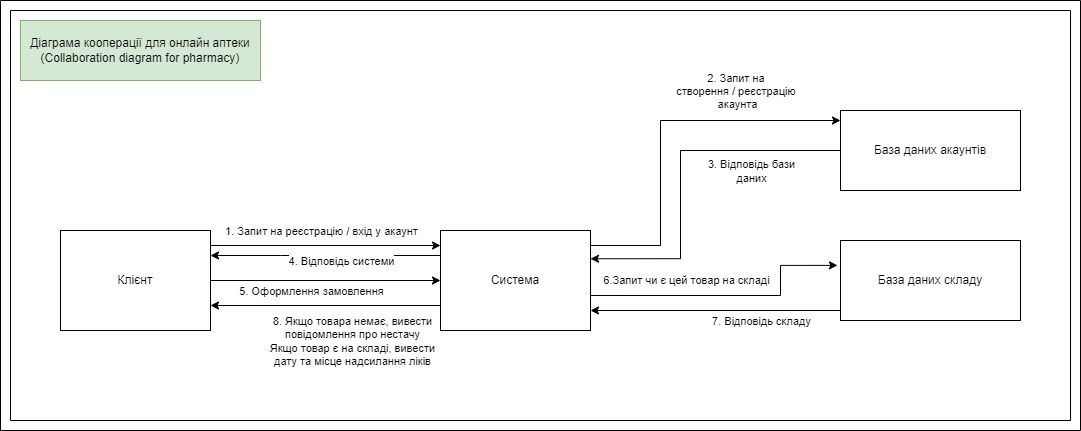 Діаграма кооперації для онлайн аптеки
(Collaboration diagram for pharmacy)
2. Запит на
створення / реєстрацію
акаунта
База даних акаунтів
3. Відповідь бази
даних
1. Запит на реєстрацію / вхід у акаунт
4. Відповідь системи
Клієнт
Система
6.Запит чи є цей товар на складі
База даних складу
5. Оформлення замовлення
7. Відповідь складу
8. Якщо товара немає, вивести
повідомлення про нестачу
Якщо товар є на складі, вивести
дату та місце надсилання ліків